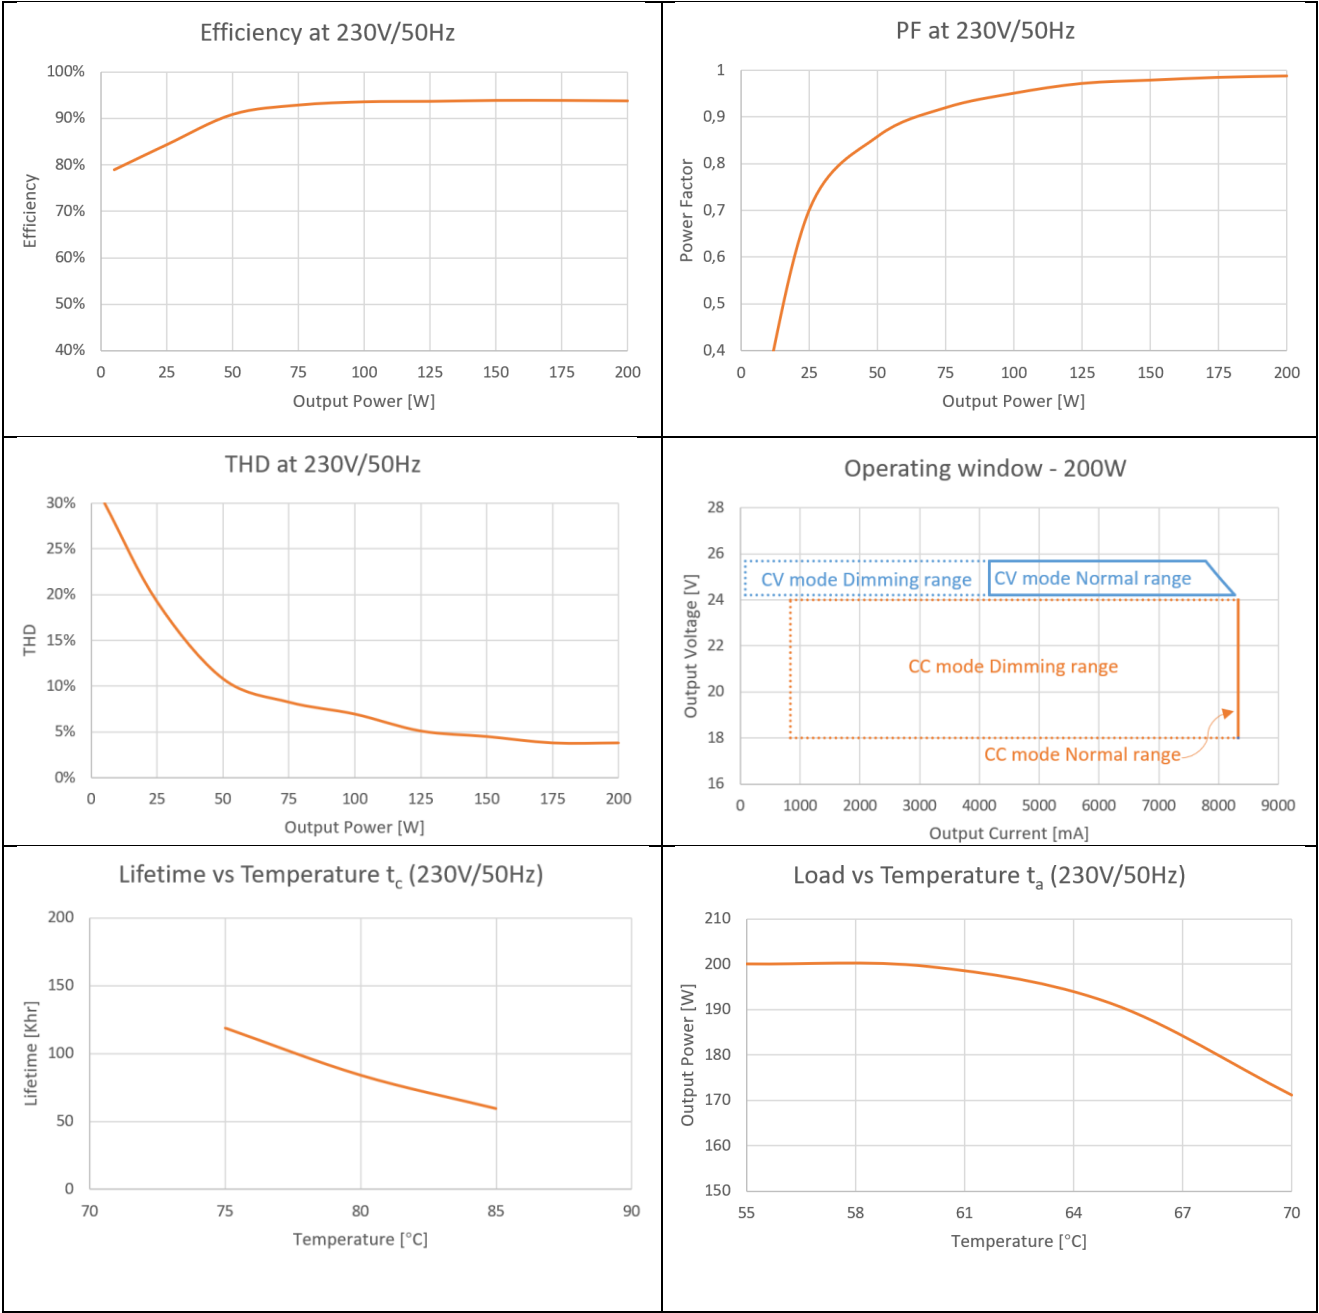 Efficiency at 230V/50Hz
100%
90%
80%
70%
60%
50%
40%
Efficiency
0 25 50 75 100 125 150 175 200
Output Power [W]
PF at 230V/50Hz
1
0,9
0,8
0,7
0,6
0,5
0,4
Power Factor
0 25 50 75 100 125 150 175 200
Output Power [W]
THD at 230V/50Hz
30%
25%
20%
15%
10%
5%
0%
THD
0 25 50 75 100 125 150 175 200
Output Power [W]
Operating window - 200W
28
26
24
22
20
18
16
Output Voltage [V]
CV mode Dimming range
CV mode Normal range
CC mode Dimming range
CC mode Normal range
0 1000 2000 3000 4000 5000 6000 7000 8000 9000
Output Current [mA]
Lifetime vs Temperature tc (230V/50Hz)
200
150
100
50
0
Lifetime [Khr]
70 75 80 85 90
Temperature [°C]
Load vs Temperature ta (230V/50Hz)
210
200
190
180
170
160
150
Output Power [W]
55 58 61 64 67 70
Temperature [°C]